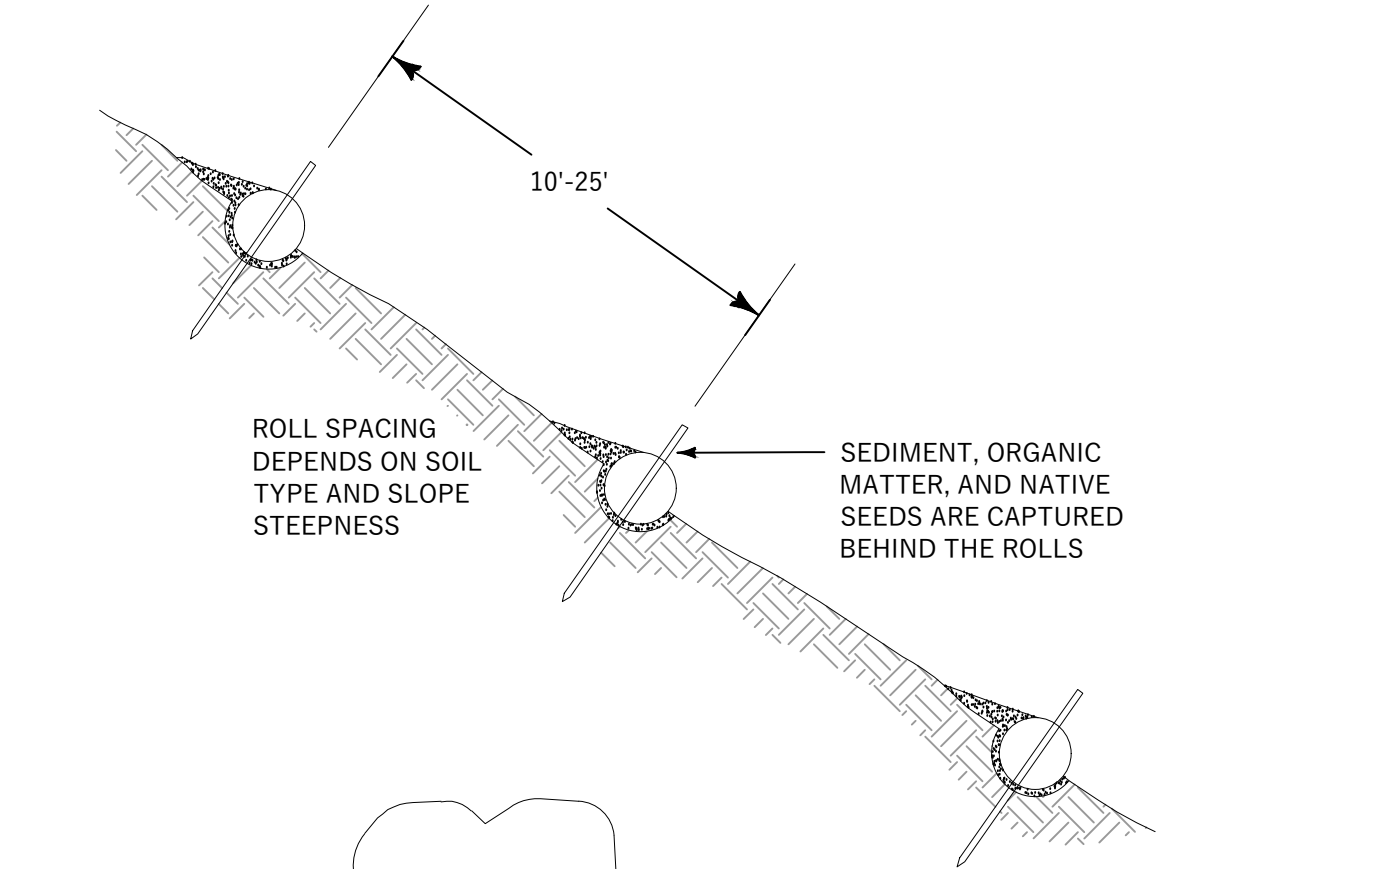 10'-25'
ROLL SPACING
DEPENDS ON SOIL
TYPE AND SLOPE
STEEPNESS
SEDIMENT, ORGANIC
MATTER, AND NATIVE
SEEDS ARE CAPTURED
BEHIND THE ROLLS